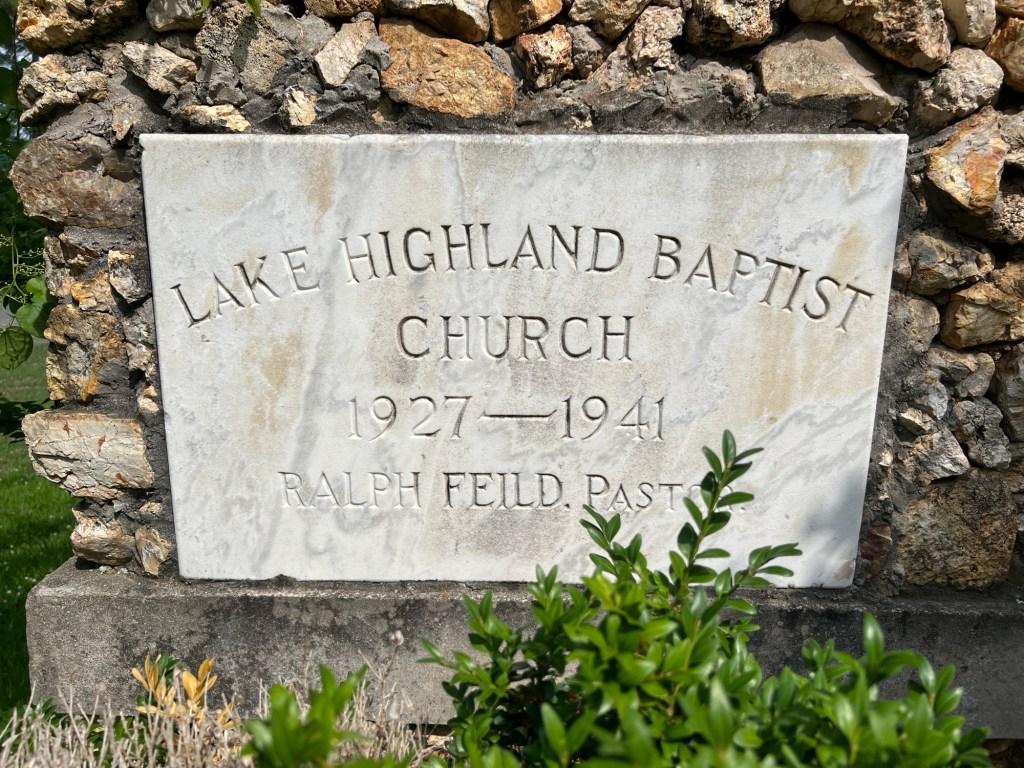 LAKE HIGHLAND BAPTIST
CHURCH
1927—1941
RALPH FEILD. PASTOR.